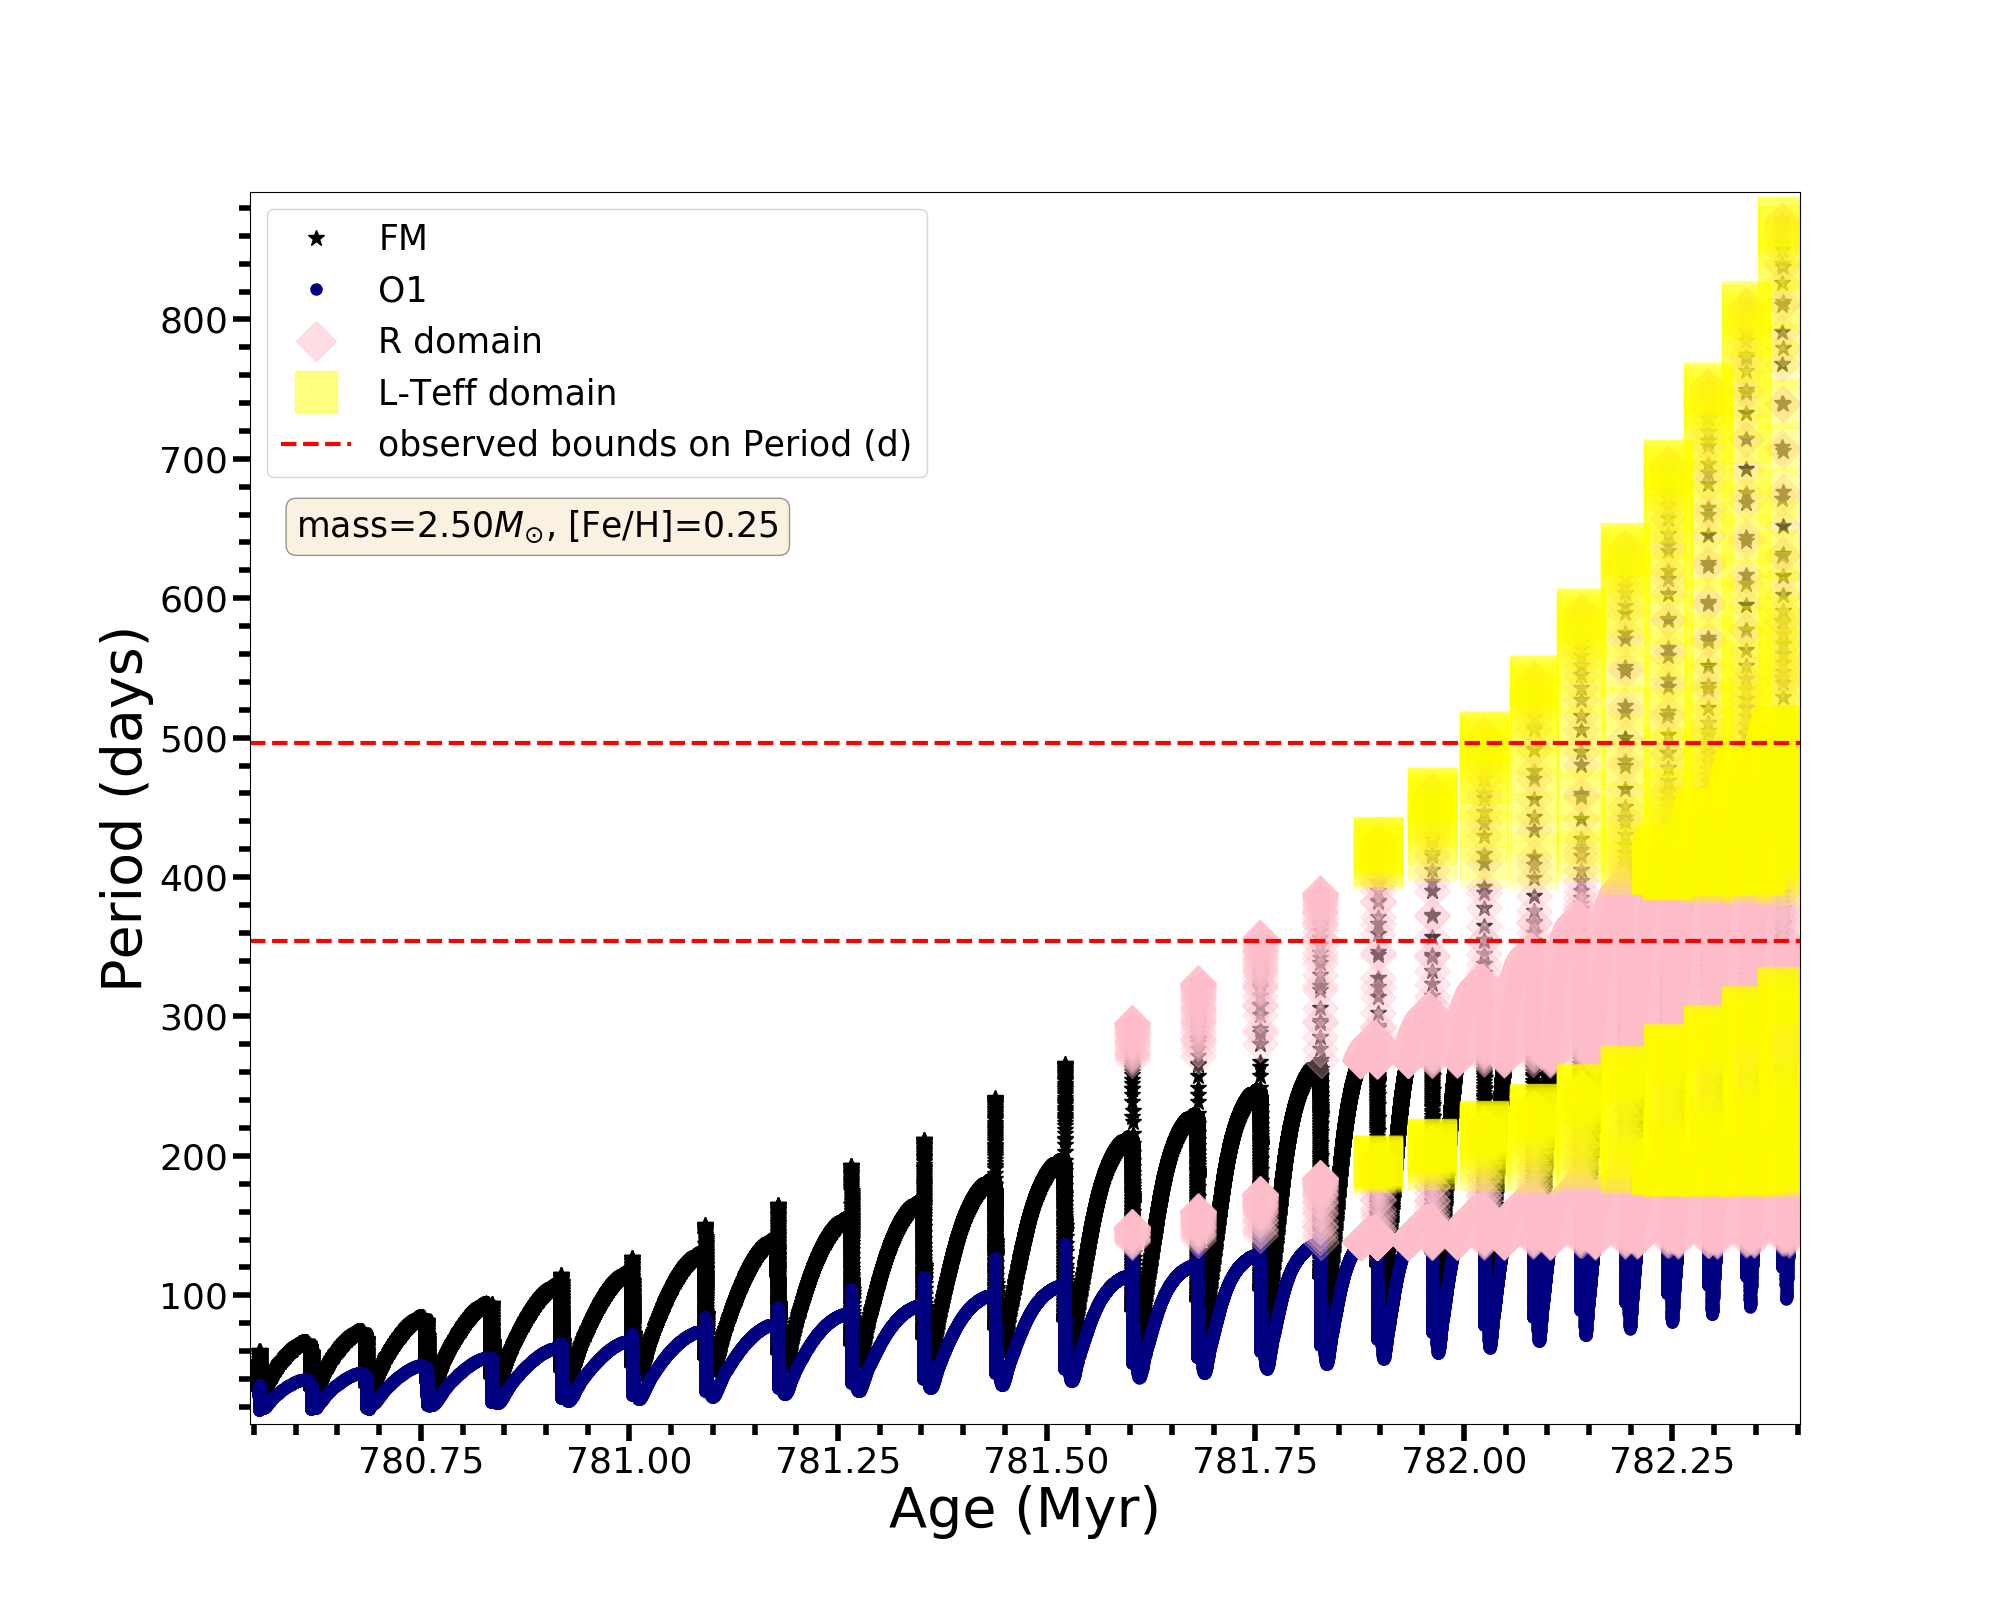 FM
O1
R domain
L-Teff domain
observed bounds on Period (d)
mass=2.50M☉, [Fe/H]=0.25
800
700
600
500
400
300
200
100
Period (days)
780.75 781.00 781.25 781.50 781.75 782.00 782.25
Age (Myr)